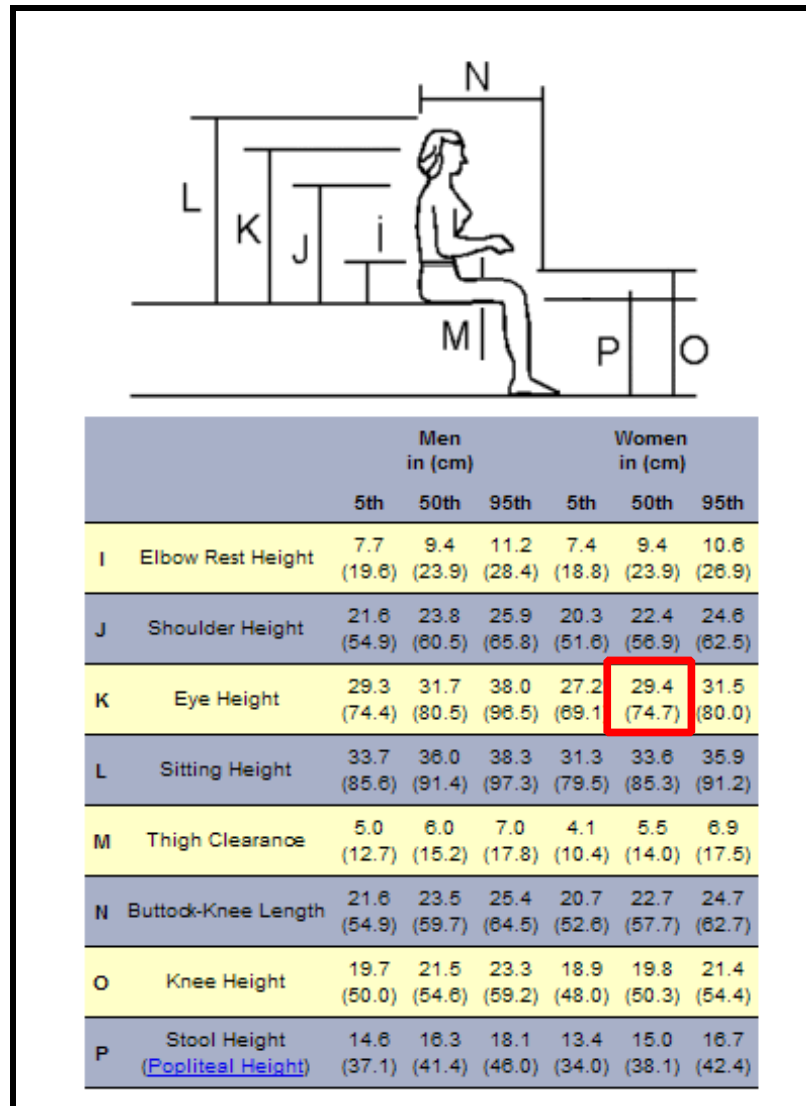 N
L
K
J
i
M
P
O
Men
in (cm)
Women
in (cm)
5th 50th 95th 5th 50th 95th
I Elbow Rest Height 7.7 9.4 11.2 7.4 9.4 10.6
(19.6) (23.9) (28.4) (18.8) (23.9) (26.9)
J Shoulder Height 21.6 23.8 25.9 20.3 22.4 24.6
(54.9) (60.5) (65.8) (51.6) (56.9) (62.5)
K Eye Height 29.3 31.7 38.0 27.2 29.4 31.5
(74.4) (80.5) (96.5) (69.1 (74.7) (80.0)
L Sitting Height 33.7 36.0 38.3 31.3 33.6 35.9
(85.6) (91.4) (97.3) (79.5) (85.3) (91.2)
M Thigh Clearance 5.0 6.0 7.0 4.1 5.5 6.9
(12.7) (15.2) (17.8) (10.4) (14.0) (17.5)
N Buttock-Knee Length 21.6 23.5 25.4 20.7 22.7 24.7
(54.9) (59.7) (64.5) (52.6) (57.7) (62.7)
O Knee Height 19.7 21.5 23.3 18.9 19.8 21.4
(50.0) (54.6) (59.2) (48.0) (50.3) (54.4)
P Stool Height 14.6 16.3 18.1 13.4 15.0 16.7
(Popliteal Height) (37.1) (41.4) (46.0) (34.0) (38.1) (42.4)